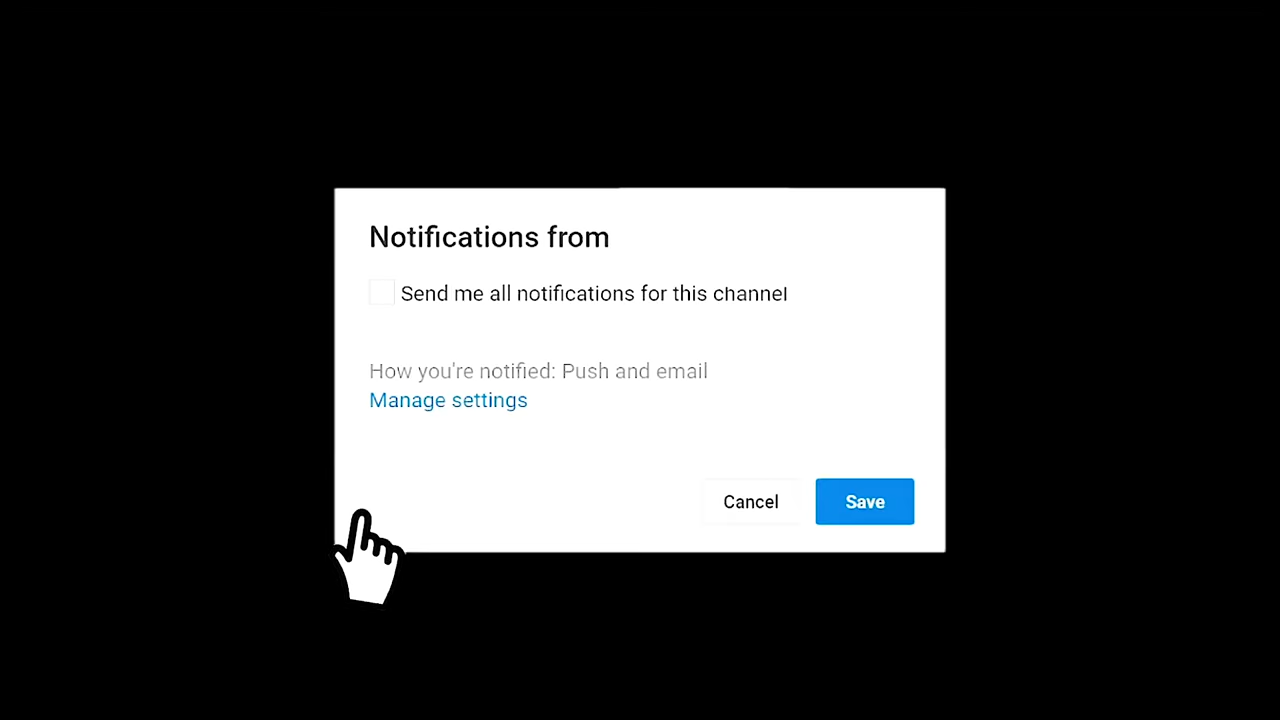 Notifications from
Send me all notifications for this channel
How you're notified: Push and email
Manage settings
Cancel Save